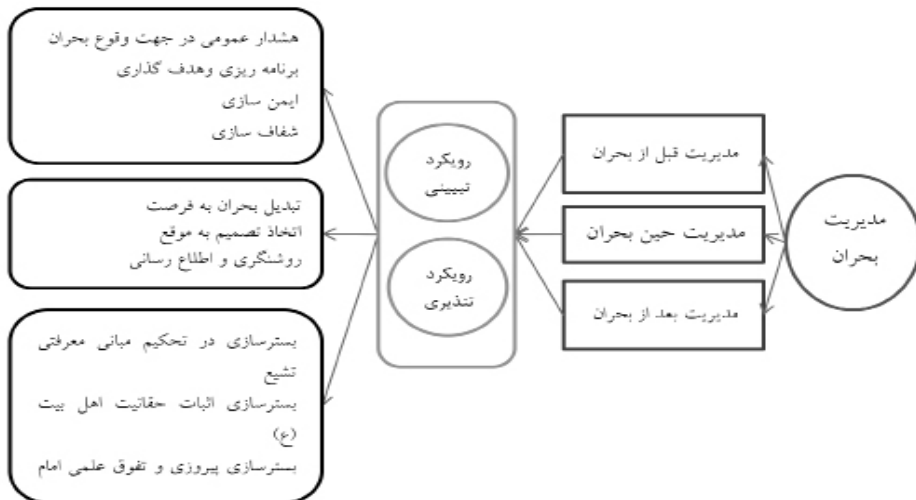 مدیریت
بحران
مدیریت قبل از بحران
مدیریت حین بحران
مدیریت بعد از بحران
رویکرد
تبیینی
رویکرد
تنذیری
هشدار عمومی در جهت وقوع بحران
برنامه ریزی وهدف گذاری
ایمن سازی
شفاف سازی
تبدیل بحران به فرصت
اتخاذ تصمیم به موقع
روشنگری و اطلاع رسانی
بسترسازی در تحکیم مبانی معرفتی
تشیع
بسترسازی اثبات حقانیت اهل بیت
(ع)
بسترسازی پیروزی و تفوق علمی امام